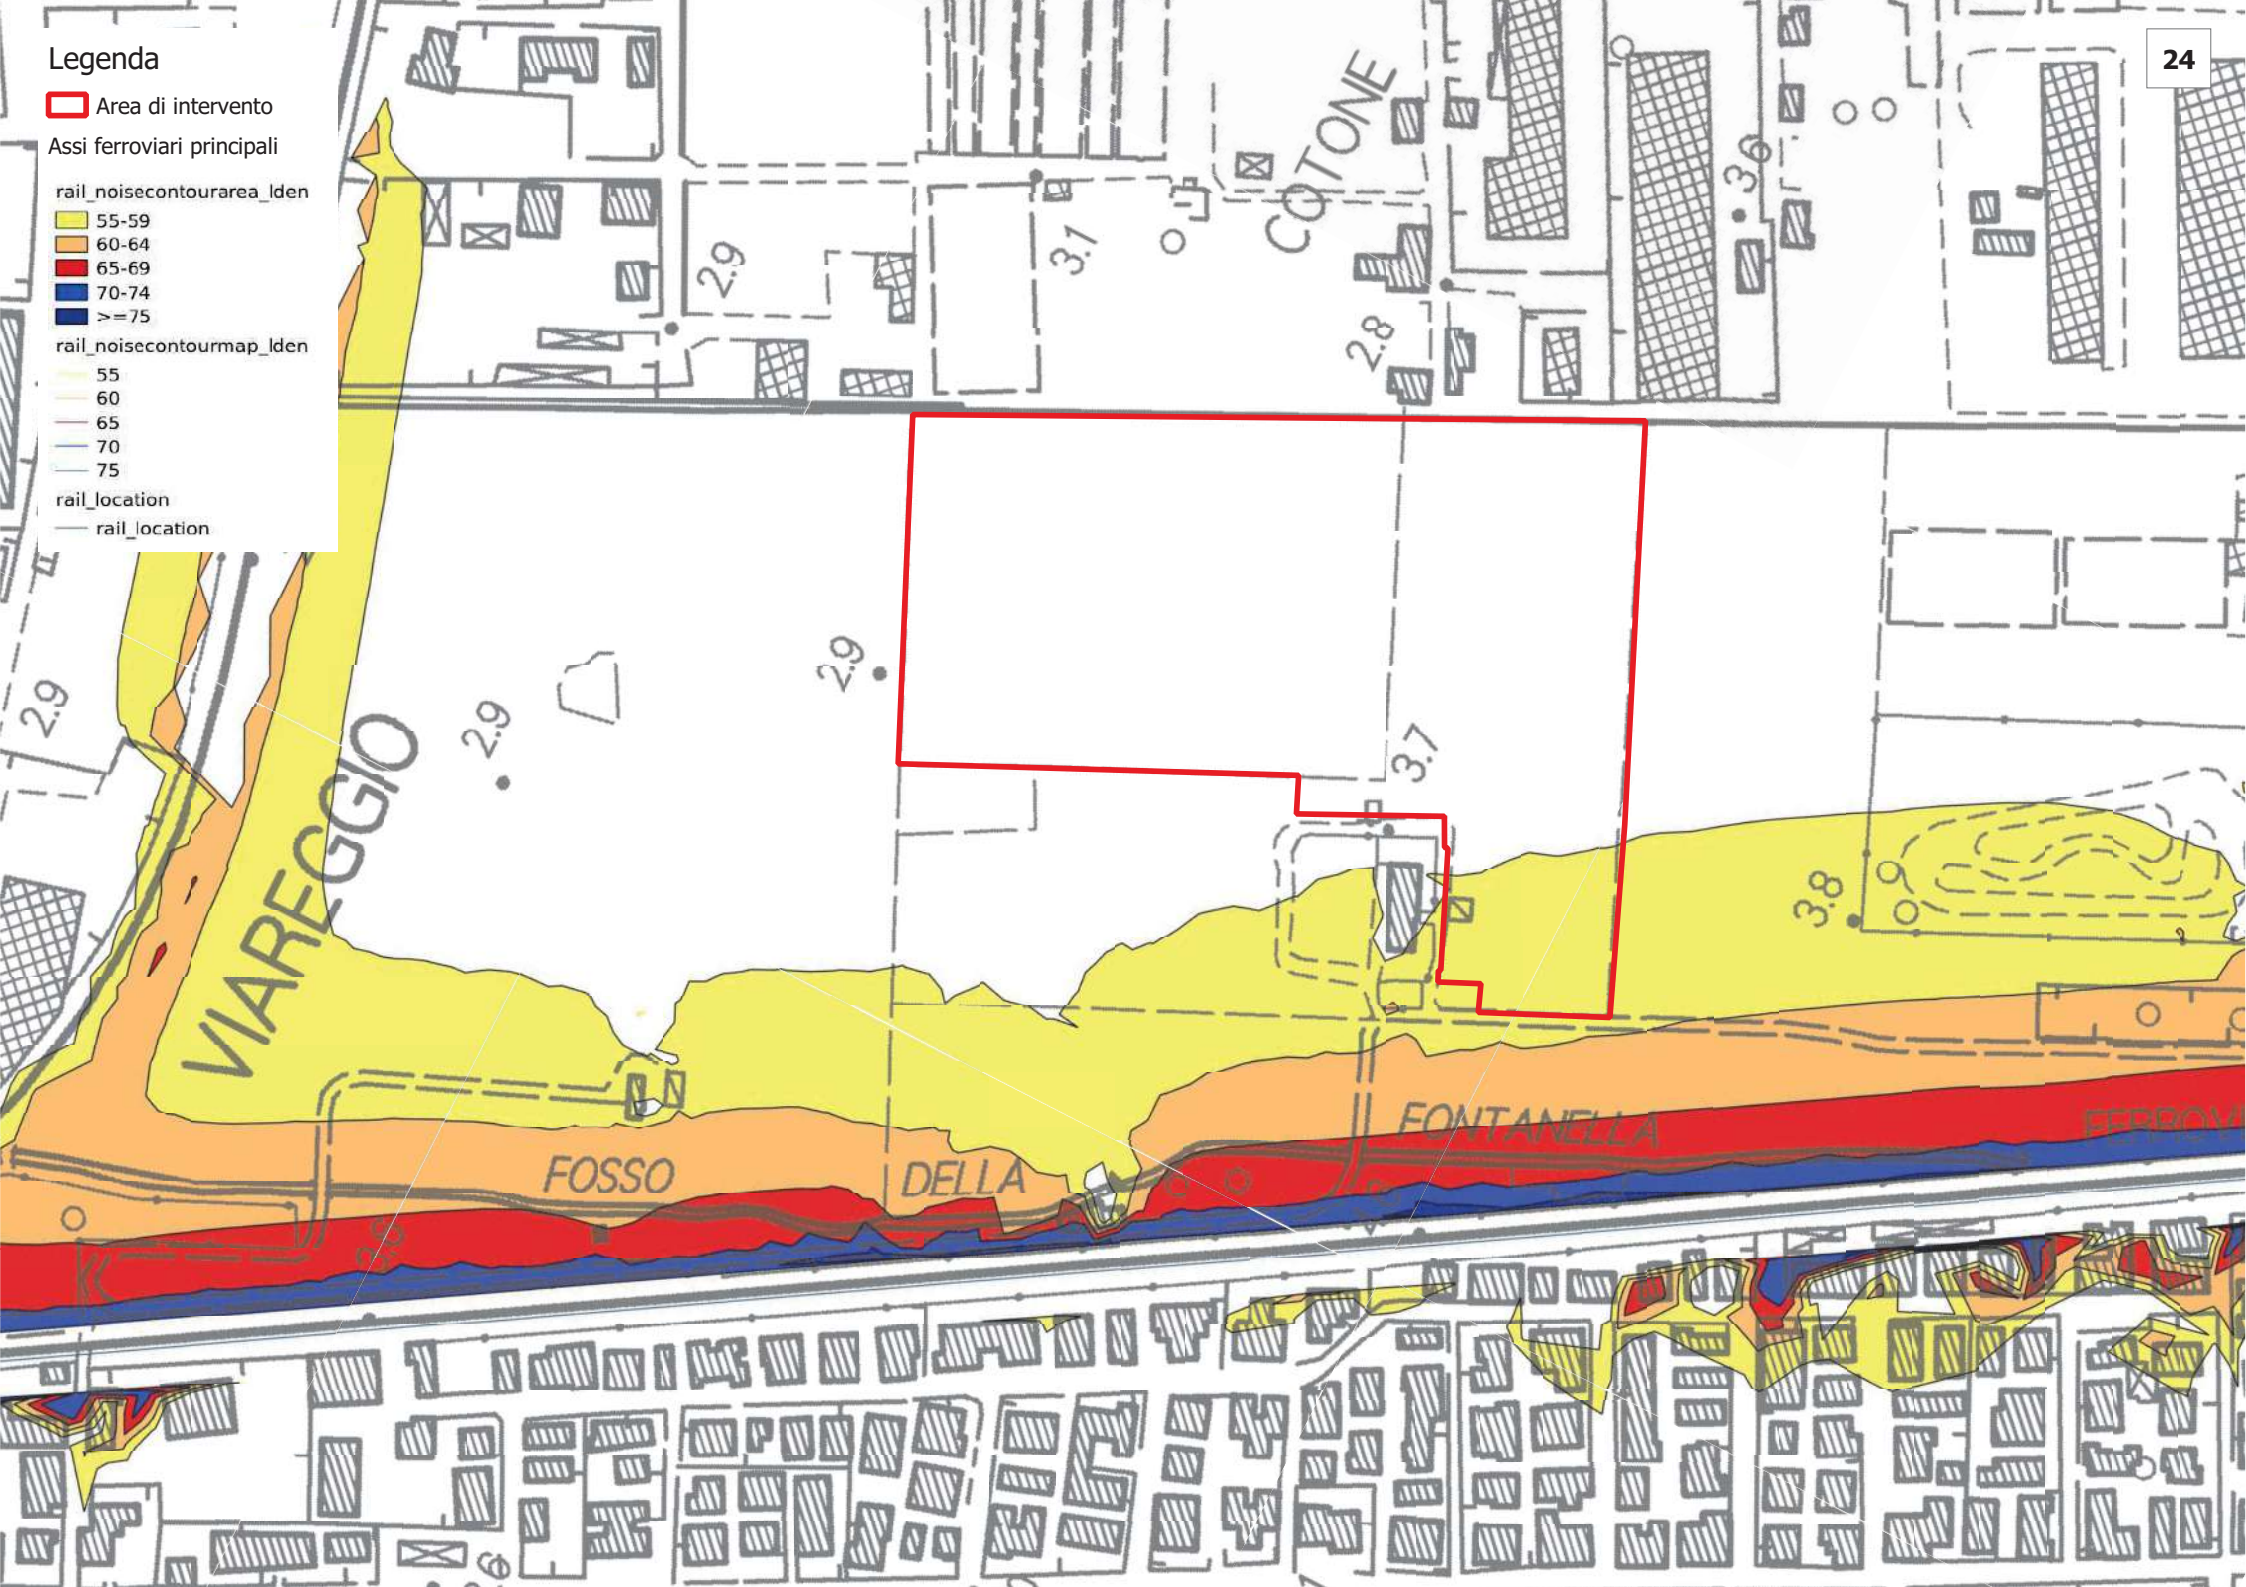 Legenda
Area di intervento
Assi ferroviari principali
rail_noisecontourarea_lden
55-59
60-64
65-69
70-74
>=75
rail_noisecontourmap_lden
55
60
65
70
75
rail_location
rail_location
24
COTONE
3.6
2.9
3.1
2.8
2.9
2.9
2.9
3.7
VIAREGGIO
3.8
FONTANELLA
FERROV
FOSSO
DELLA